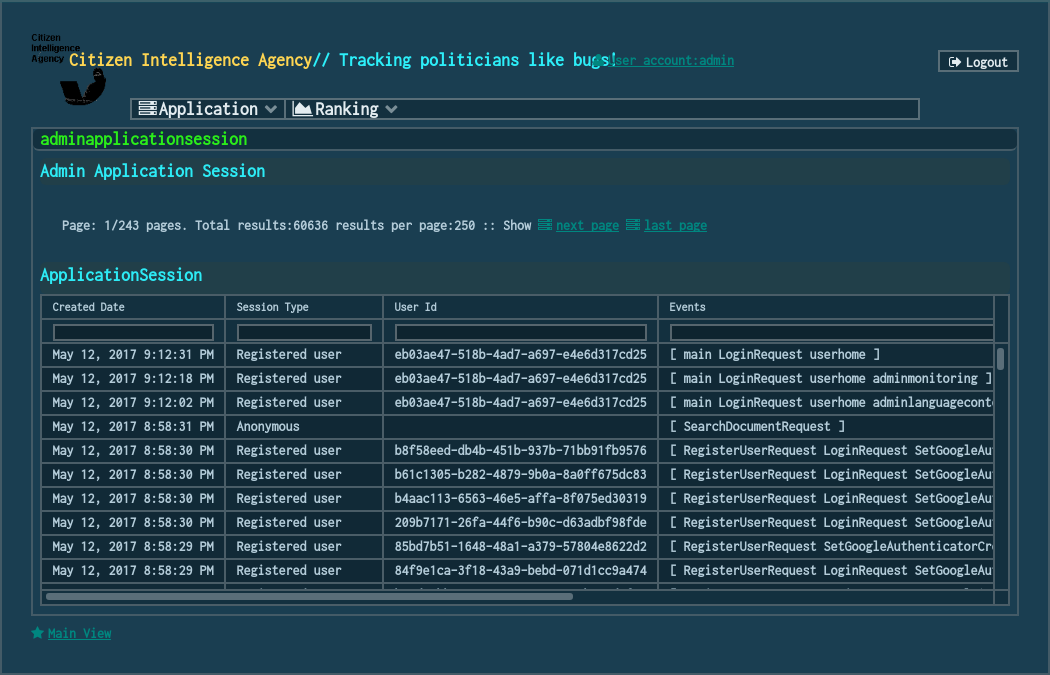 Citizen
Intelligence
Agency
Citizen Intelligence Agency// Tracking politicians like bugs!
User account:admin
Logout
Application
Ranking
adminapplicationsession
Admin Application Session
Page: 1/243 pages. Total results:60636 results per page:250 :: Show next page last page
ApplicationSession
Created Date Session Type User Id Events
May 12, 2017 9:12:31 PM Registered user eb03ae47-518b-4ad7-a697-e4e6d317cd25 [ main LoginRequest userhome ]
May 12, 2017 9:12:18 PM Registered user eb03ae47-518b-4ad7-a697-e4e6d317cd25 [ main LoginRequest userhome adminmonitoring ]
May 12, 2017 9:12:02 PM Registered user eb03ae47-518b-4ad7-a697-e4e6d317cd25 [ main LoginRequest userhome adminlanguageconte
May 12, 2017 8:58:31 PM Anonymous [ SearchDocumentRequest ]
May 12, 2017 8:58:30 PM Registered user b8f58eed-db4b-451b-937b-71bb91fb9576 [ RegisterUserRequest LoginRequest SetGoogleAu
May 12, 2017 8:58:30 PM Registered user b61c1305-b282-4879-9b0a-8a0ff675dc83 [ RegisterUserRequest LoginRequest SetGoogleAu
May 12, 2017 8:58:30 PM Registered user b4aac113-6563-46e5-affa-8f075ed30319 [ RegisterUserRequest LoginRequest SetGoogleAu
May 12, 2017 8:58:30 PM Registered user 209b7171-26fa-44f6-b90c-d63adbf98fde [ RegisterUserRequest LoginRequest SetGoogleAu
May 12, 2017 8:58:29 PM Registered user 85bd7b51-1648-48a1-a379-57804e8622d2 [ RegisterUserRequest SetGoogleAuthenticatorCre
May 12, 2017 8:58:29 PM Registered user 84f9e1ca-3f18-43a9-bebd-071d1cc9a474 [ RegisterUserRequest LoginRequest SetGoogleAu
Main View